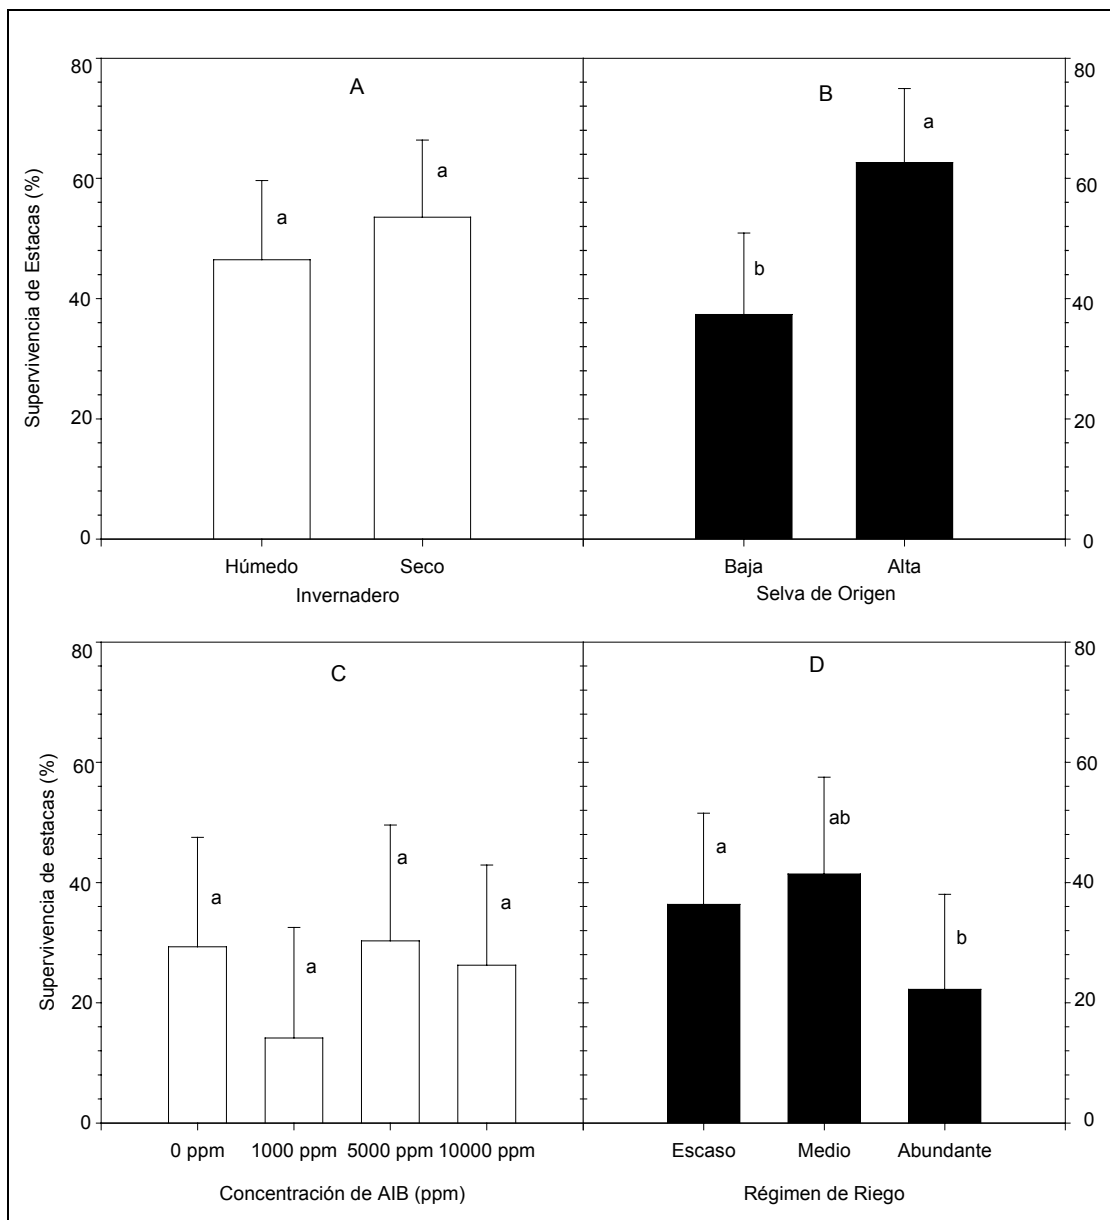 80
60
40
20
0
Supervivencia de Estacas (%)
A
a
a
Húmedo
Seco
Invernadero
B
b
a
Baja
Alta
Selva de Origen
80
60
40
20
0
80
60
40
20
0
Supervivencia de estacas (%)
C
a
a
a
a
0 ppm
1000 ppm
5000 ppm
10000 ppm
Concentración de AIB (ppm)
D
a
ab
b
Escaso
Medio
Abundante
Régimen de Riego
80
60
40
20
0